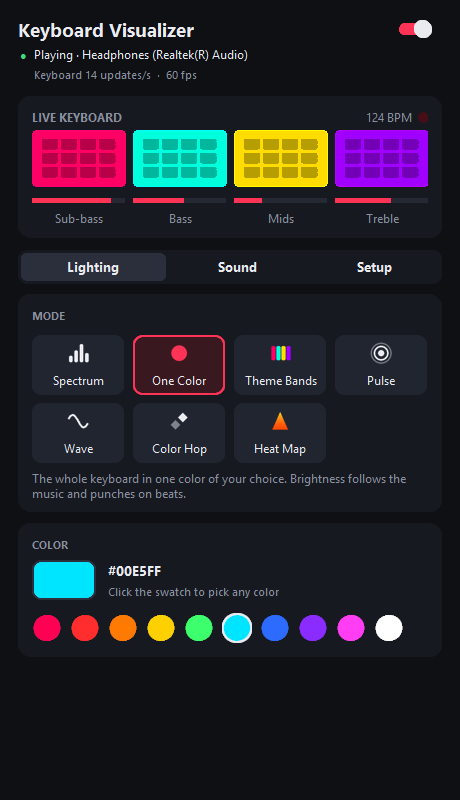 Keyboard Visualizer
Playing · Headphones (Realtek(R) Audio)
Keyboard 14 updates/s · 60 fps
LIVE KEYBOARD 124 BPM
Sub-bass Bass Mids Treble
Lighting Sound Setup
MODE
Spectrum One Color Theme Bands Pulse
Wave Color Hop Heat Map
The whole keyboard in one color of your choice. Brightness follows the
music and punches on beats.
COLOR
#00E5FF
Click the swatch to pick any color